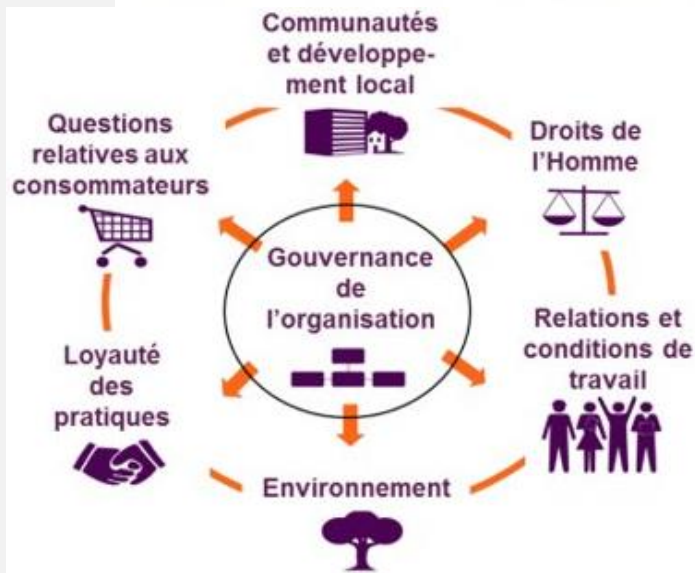 Communautés
et développe-
ment local
Questions
relatives aux
consommateurs
Droits de
l'Homme
Gouvernance
de
l'organisation
Relations et
conditions de
travail
Loyauté
des
pratiques
Environnement